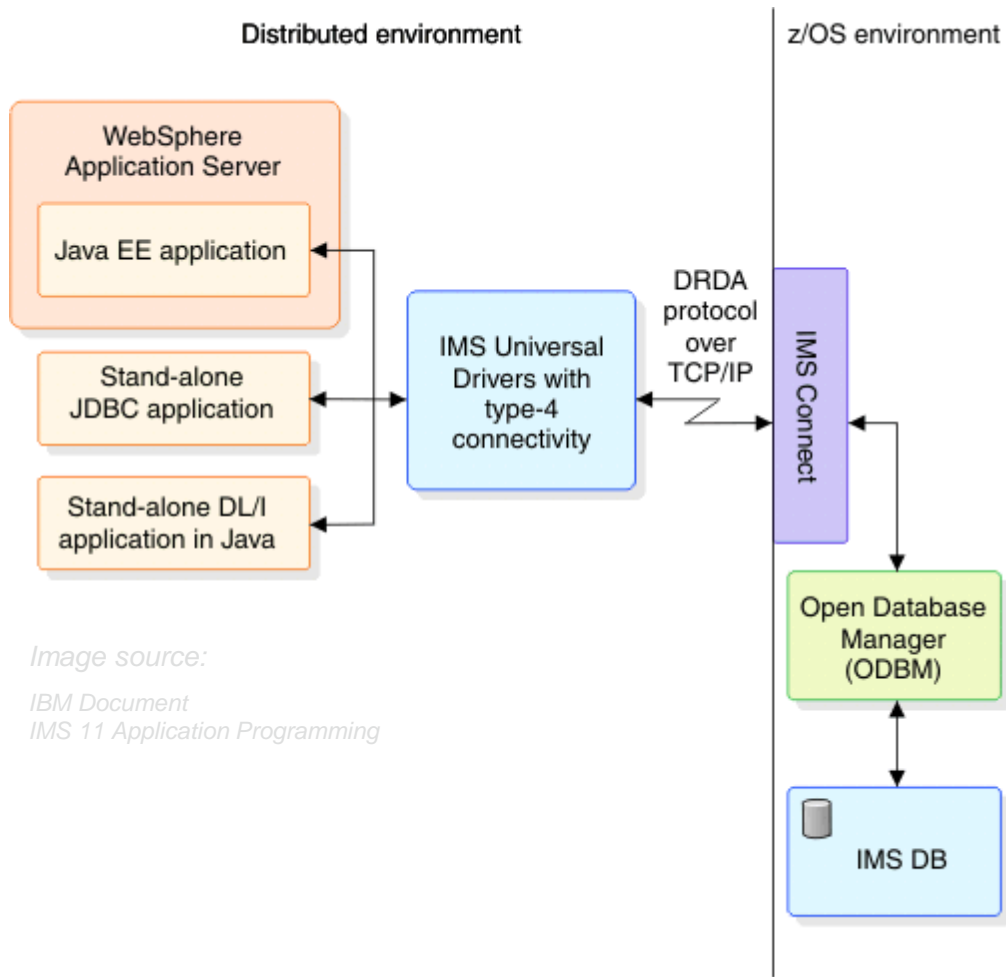 Distributed environment
z/OS environment
WebSphere
Application Server
Java EE application
Stand-alone
JDBC application
Stand-alone DL/I
application in Java
IMS Universal
Drivers with
type-4
connectivity
DRDA
protocol
over
TCP/IP
IMS Connect
Open Database
Manager
(ODBM)
IMS DB
Image source:
IBM Document
IMS 11 Application Programming